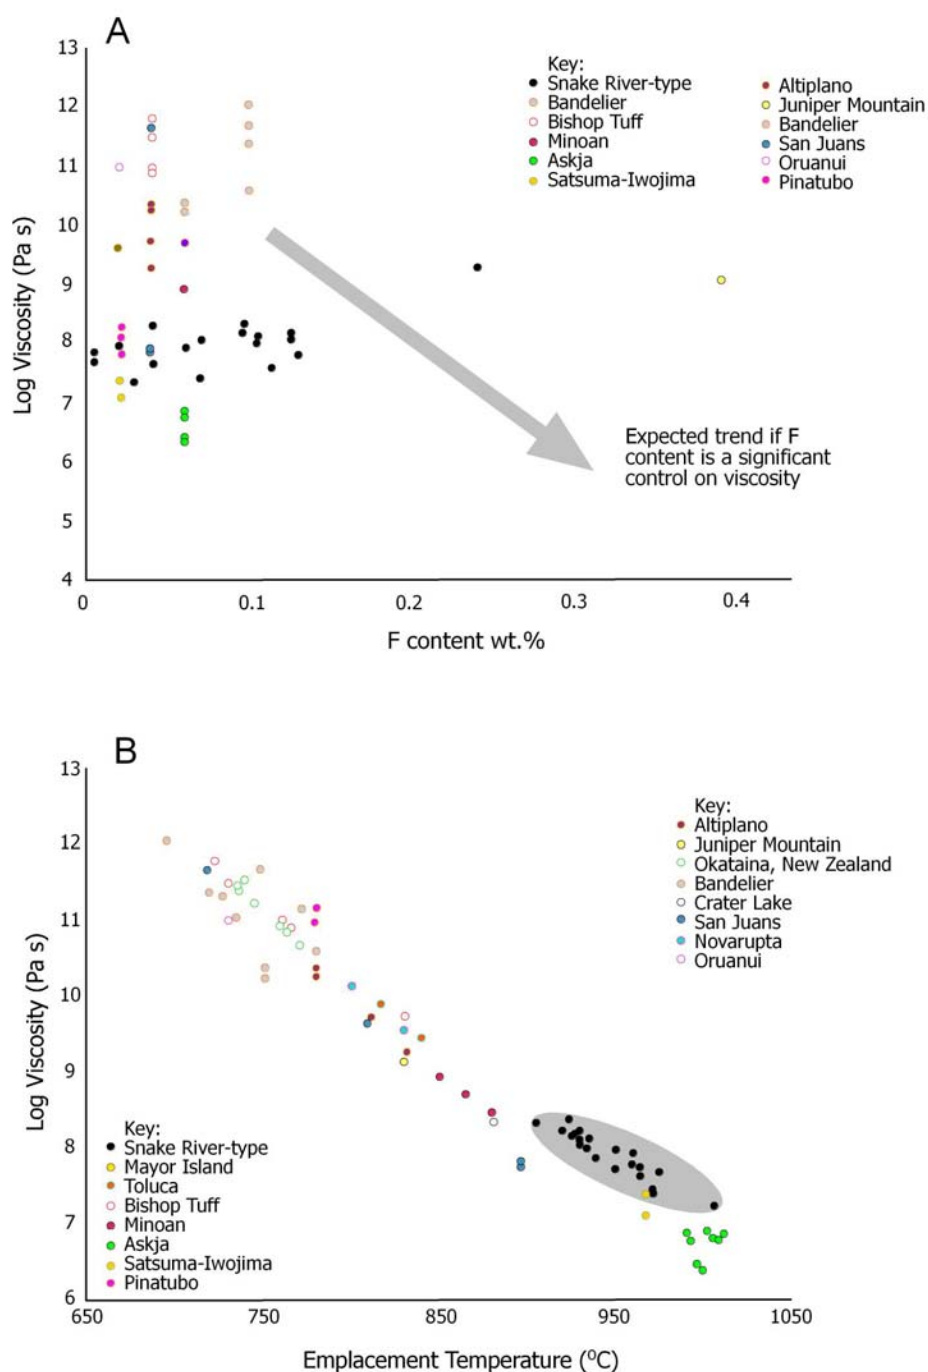 A
13
12
11
10
9
8
7
6
5
4
Log Viscosity (Pa s)
Key:
Snake River-type
Bandelier
Bishop Tuff
Minoan
Askja
Satsuma-Iwojima
Altiplano
Juniper Mountain
Bandelier
San Juans
Oruanui
Pinatubo
Expected trend if F
content is a significant
control on viscosity
0 0.1 0.2 0.3 0.4
F content wt.%
B
13
12
11
10
9
8
7
6
Log Viscosity (Pa s)
Key:
Altiplano
Juniper Mountain
Okataina, New Zealand
Bandelier
Crater Lake
San Juans
Novarupta
Oruanui
Key:
Snake River-type
Mayor Island
Toluca
Bishop Tuff
Minoan
Askja
Satsuma-Iwojima
Pinatubo
650 750 850 950 1050
Emplacement Temperature (⁰C)